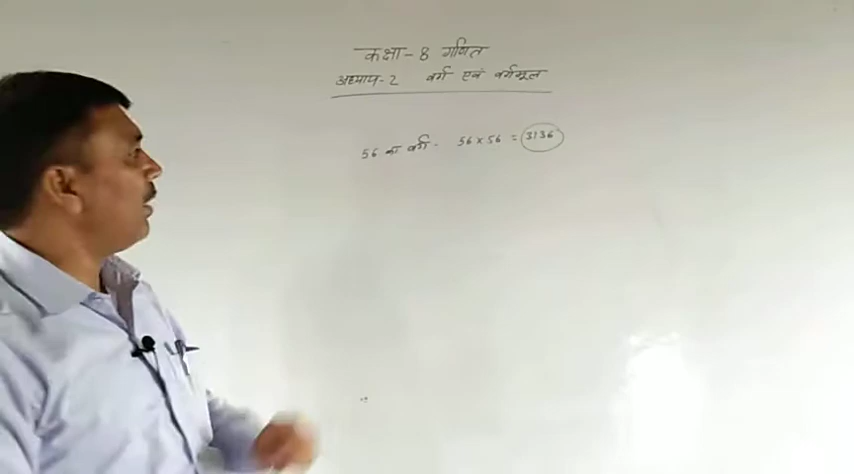 कक्षा - 8 गणित
अध्याय - 2 वर्ग एवं वर्गमूल
56 का वर्ग - 56 x 56 = 3136